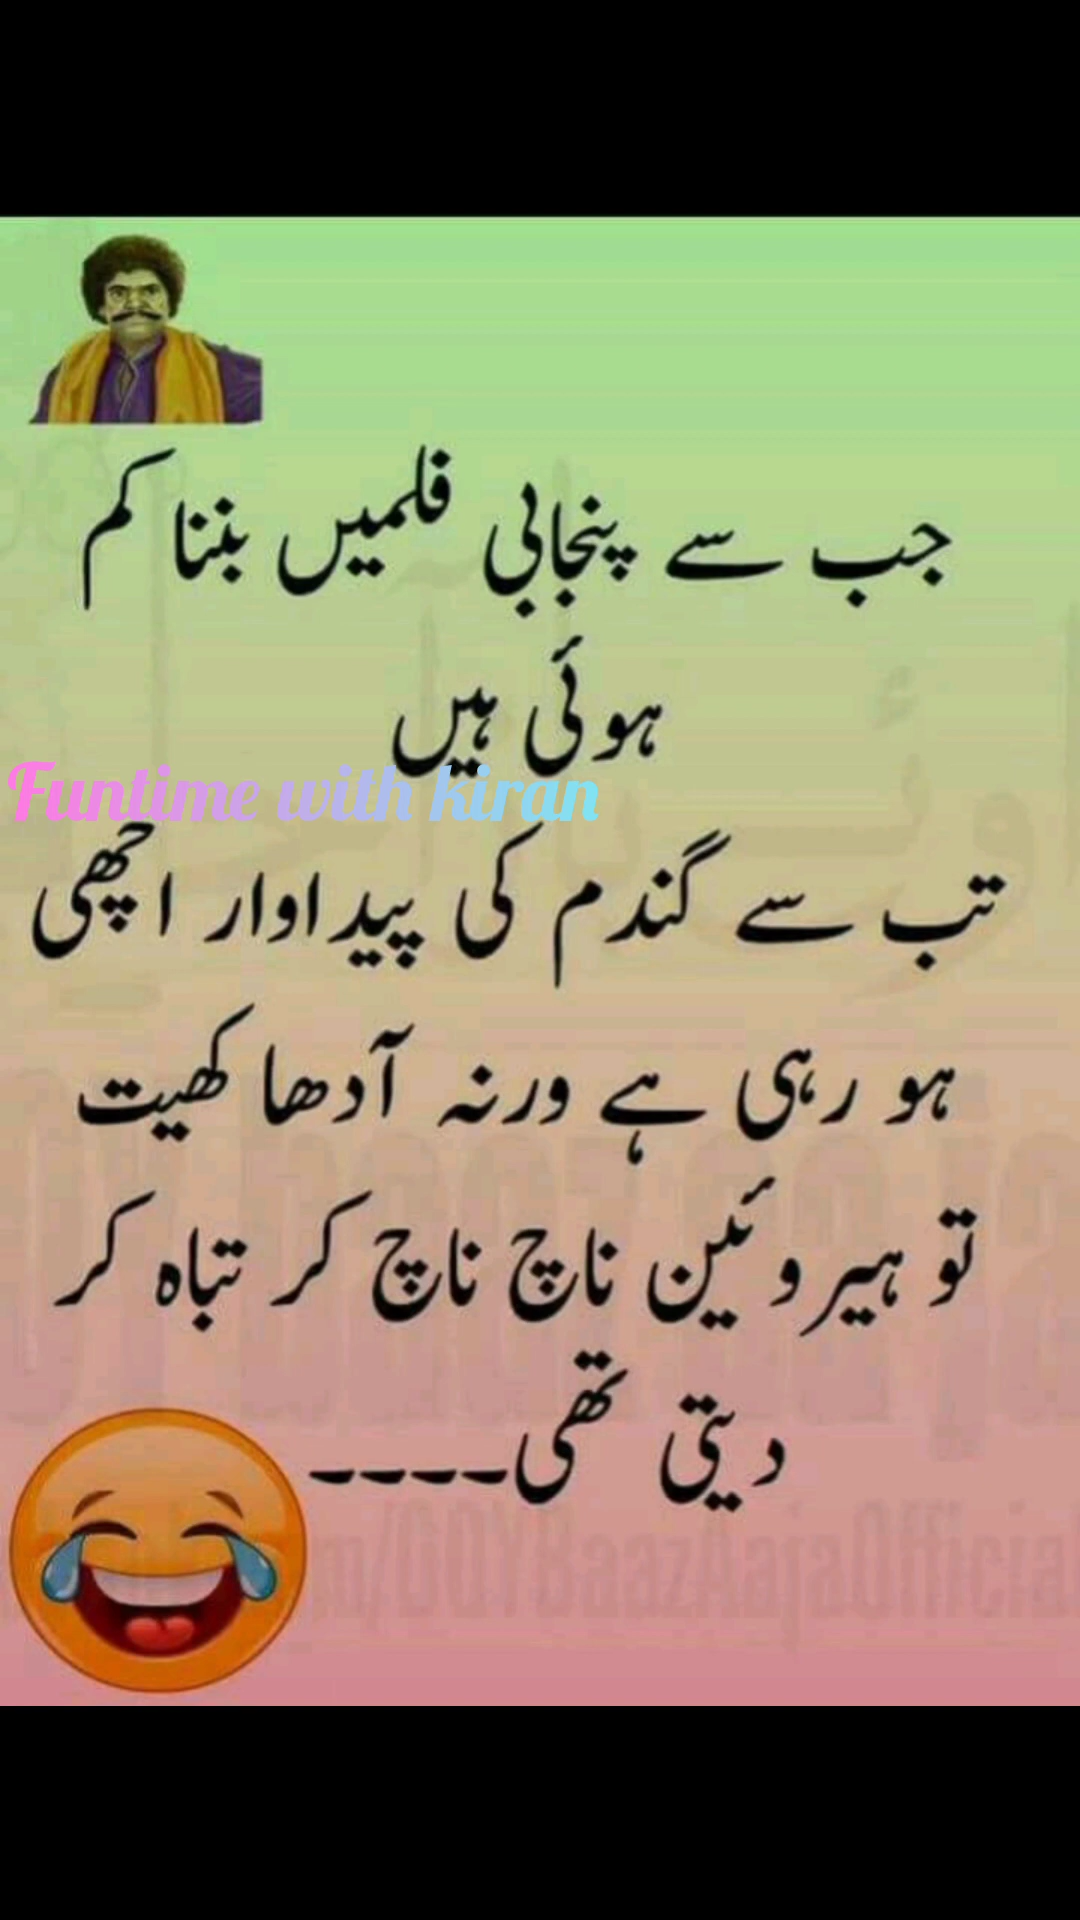 جب سے پنجابی فلمیں بننا کم
ہوئی ہیں
Funtime with kiran
تب سے گندم کی پیداوار اچھی
ہو رہی ہے ورنہ آدھا کھیت
تو ہیروئین ناچ ناچ کر تباہ کر
دیتی تھی۔۔۔۔
m/OOYBaazAajaOfficial